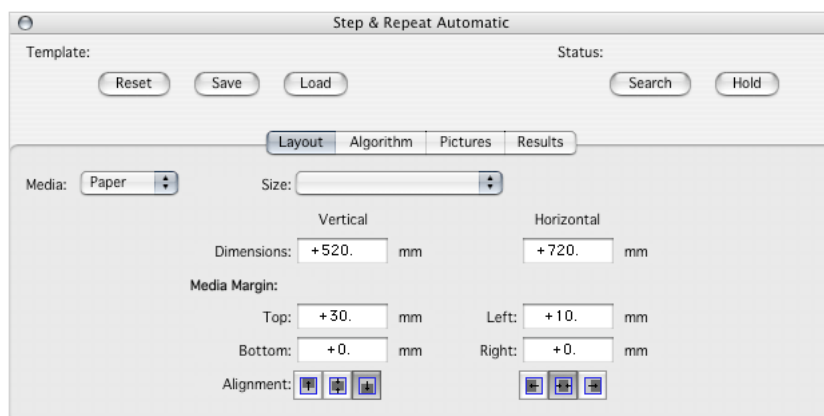 Step & Repeat Automatic
Template: Status:
Reset Save Load Search Hold
Layout Algorithm Pictures Results
Media: Paper Size:
Vertical Horizontal
Dimensions: +520. mm +720. mm
Media Margin:
Top: +30. mm Left: +10. mm
Bottom: +0. mm Right: +0. mm
Alignment: